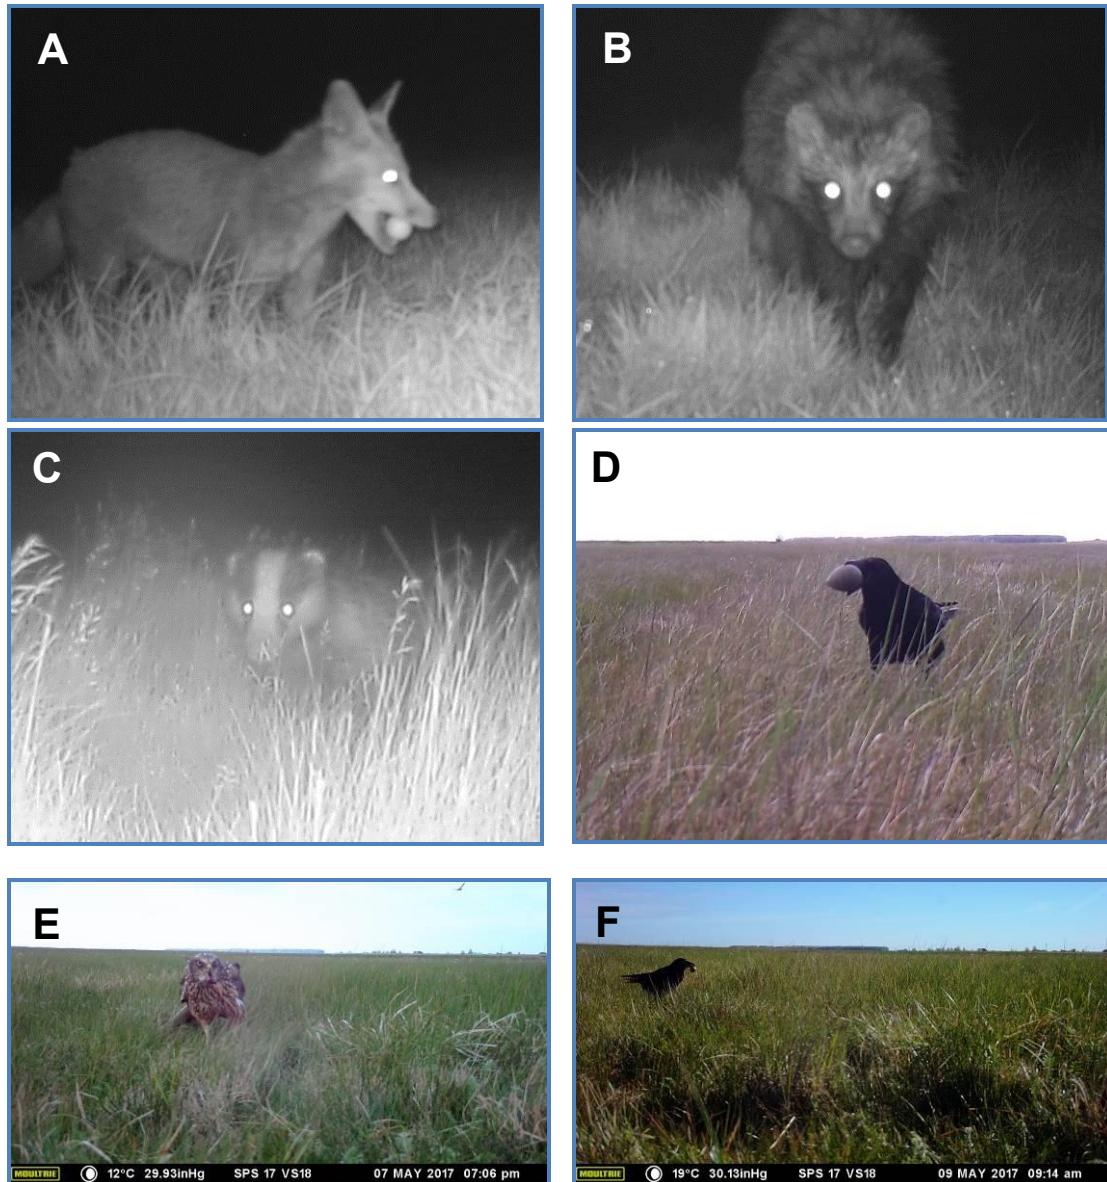 A
B
C
D
E
F
MOULTRIE 12°C 29.93inHg SPS 17 VS18 07 MAY 2017 07:06 pm
MOULTRIE 19°C 30.13inHg SPS 17 VS18 09 MAY 2017 09:14 am